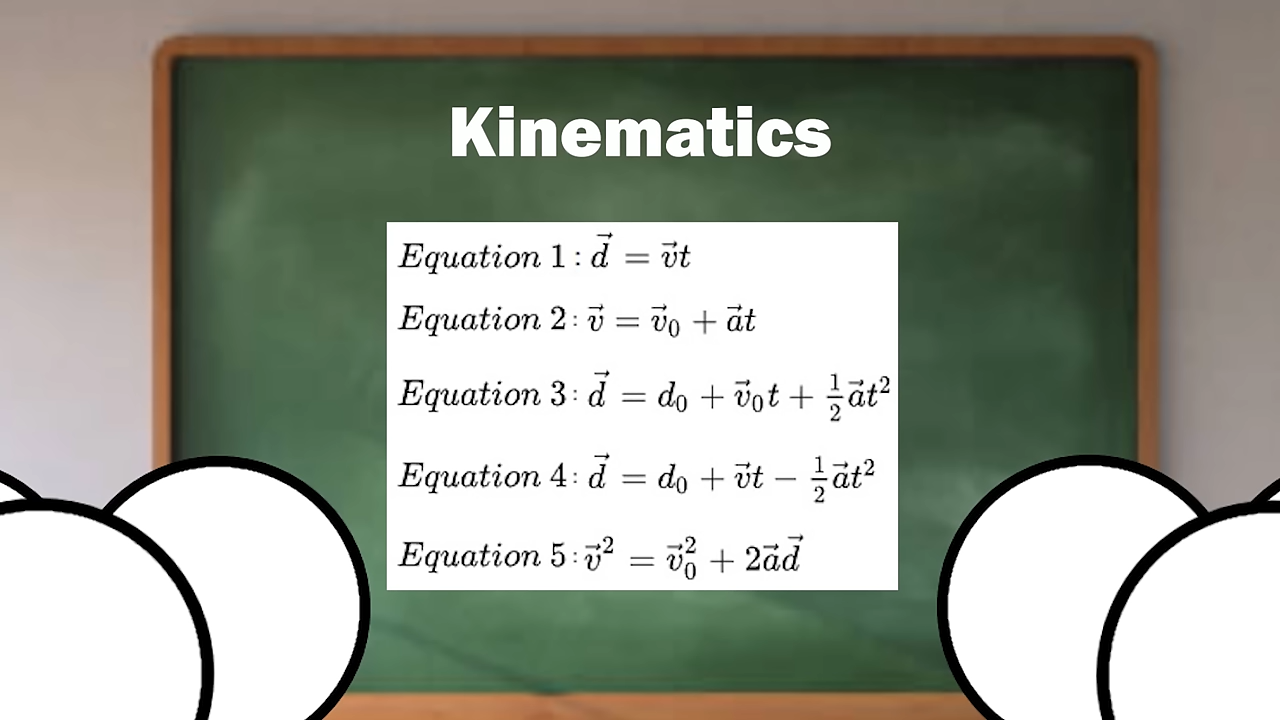 Kinematics
Equation 1 : d⃗ = v⃗t
Equation 2 : v⃗ = v⃗₀ + a⃗t
Equation 3 : d⃗ = d₀ + v⃗₀t + ½a⃗t²
Equation 4 : d⃗ = d₀ + v⃗t − ½a⃗t²
Equation 5 : v⃗² = v⃗₀² + 2a⃗d⃗